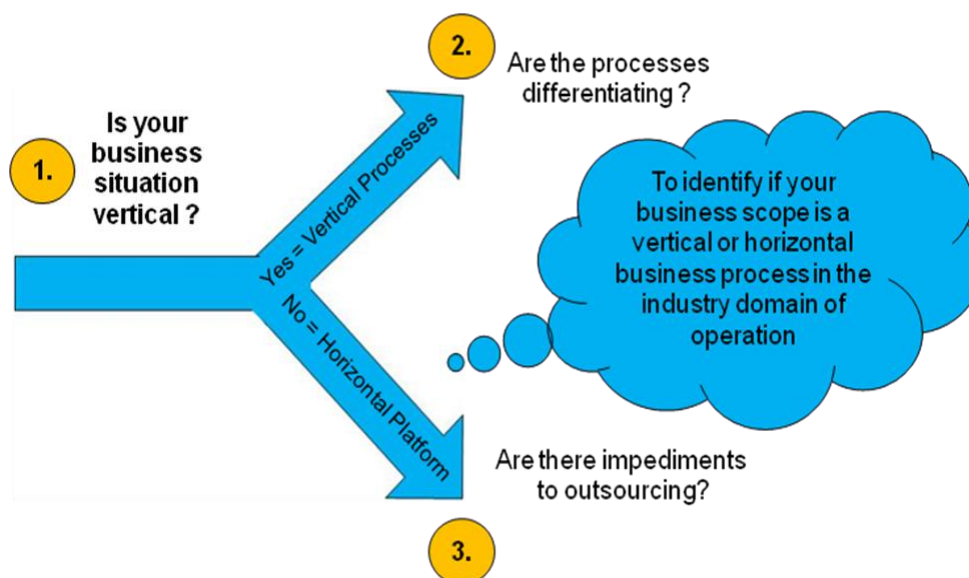 1.
Is your
business
situation
vertical ?
Yes = Vertical Processes
No = Horizontal Platform
2.
Are the processes
differentiating ?
To identify if your
business scope is a
vertical or horizontal
business process in the
industry domain of
operation
Are there impediments
to outsourcing?
3.